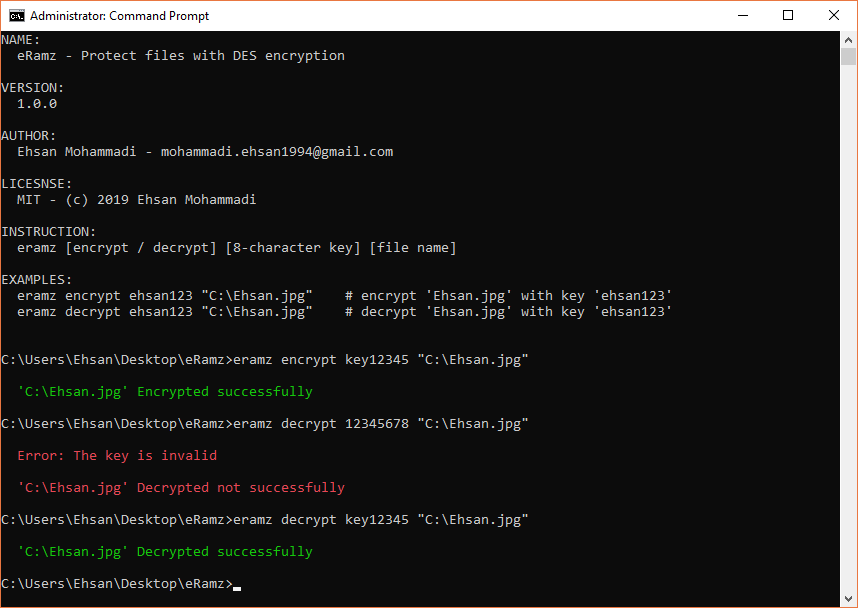 Administrator: Command Prompt
NAME:
eRamz - Protect files with DES encryption
VERSION:
1.0.0
AUTHOR:
Ehsan Mohammadi - mohammadi.ehsan1994@gmail.com
LICESNSE:
MIT - (c) 2019 Ehsan Mohammadi
INSTRUCTION:
eramz [encrypt / decrypt] [8-character key] [file name]
EXAMPLES:
eramz encrypt ehsan123 "C:\Ehsan.jpg"    # encrypt 'Ehsan.jpg' with key 'ehsan123'
eramz decrypt ehsan123 "C:\Ehsan.jpg"    # decrypt 'Ehsan.jpg' with key 'ehsan123'
C:\Users\Ehsan\Desktop\eRamz>eramz encrypt key12345 "C:\Ehsan.jpg"
'C:\Ehsan.jpg' Encrypted successfully
C:\Users\Ehsan\Desktop\eRamz>eramz decrypt 12345678 "C:\Ehsan.jpg"
Error: The key is invalid
'C:\Ehsan.jpg' Decrypted not successfully
C:\Users\Ehsan\Desktop\eRamz>eramz decrypt key12345 "C:\Ehsan.jpg"
'C:\Ehsan.jpg' Decrypted successfully
C:\Users\Ehsan\Desktop\eRamz>